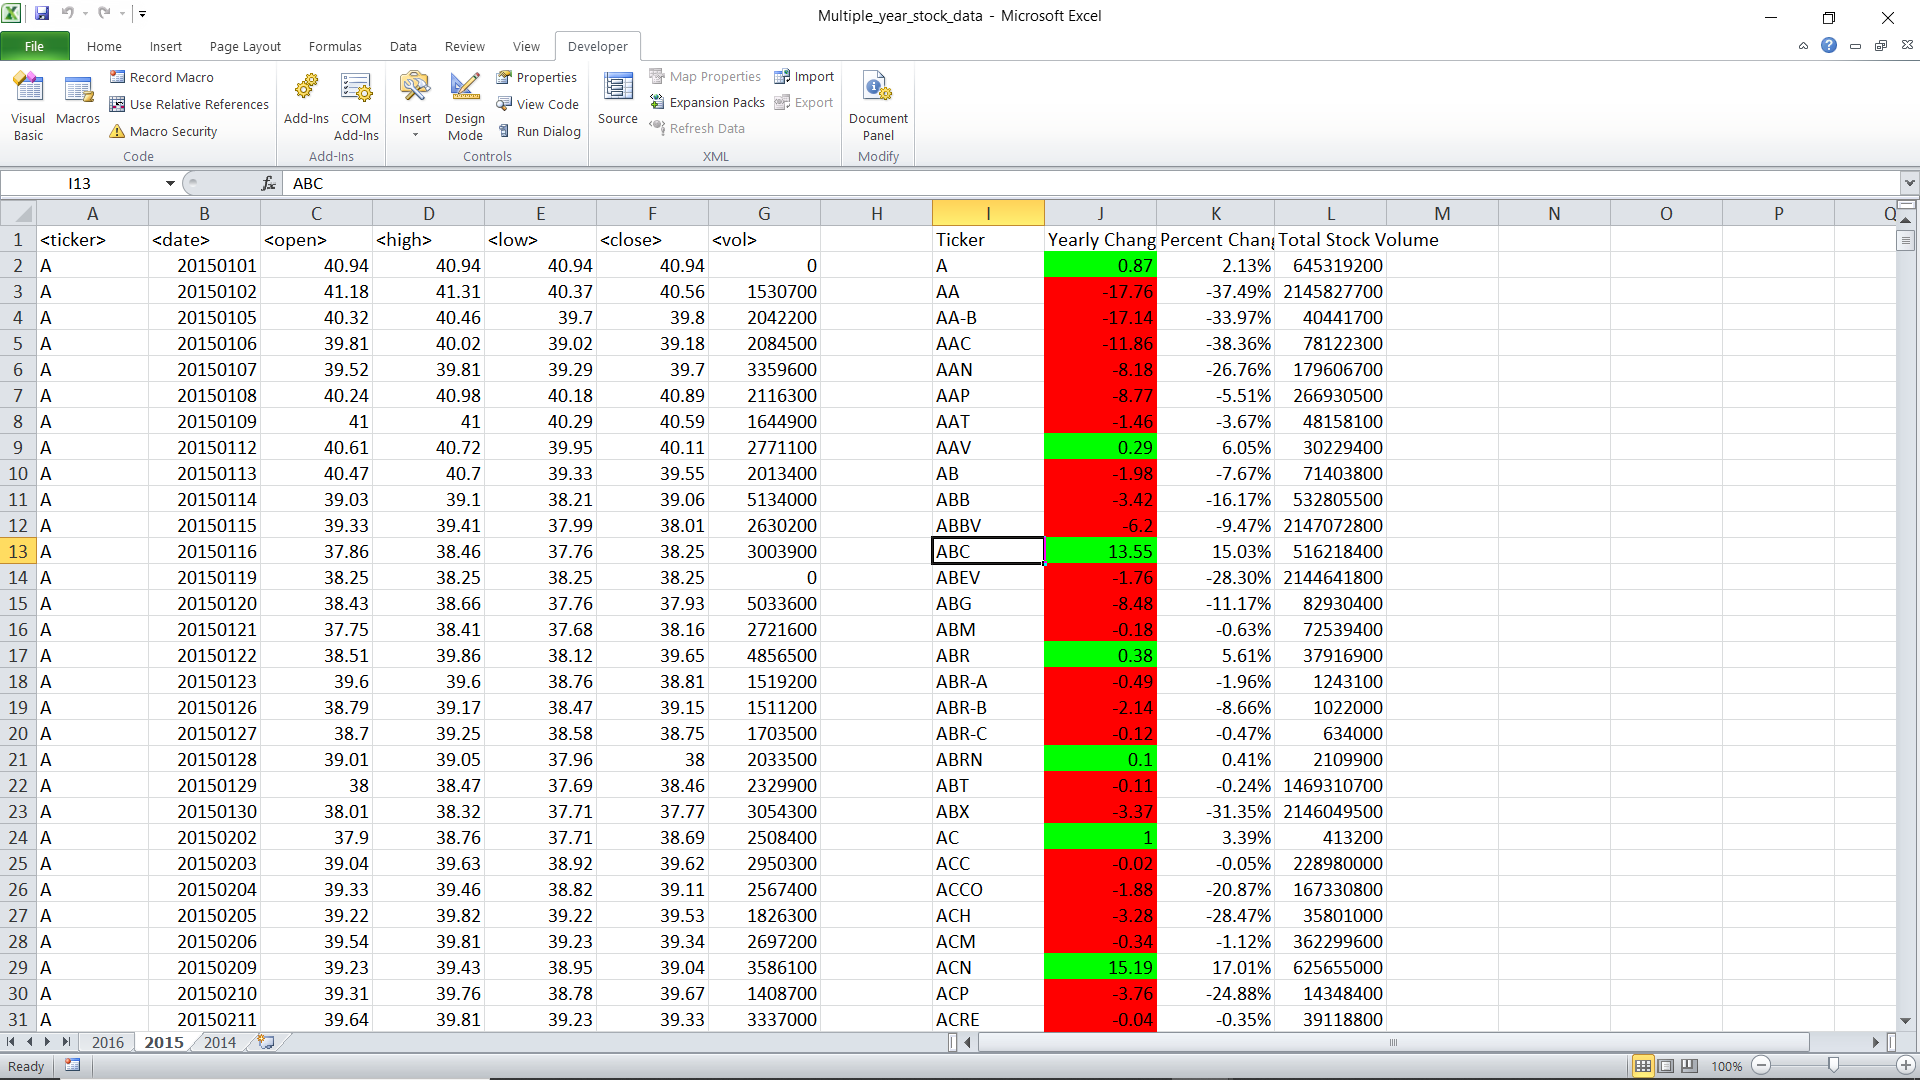 Multiple_year_stock_data - Microsoft Excel
File Home Insert Page Layout Formulas Data Review View Developer
Visual Basic
Macros
Record Macro
Use Relative References
Macro Security
Code
Add-Ins
COM Add-Ins
Add-Ins
Insert
Design Mode
Properties
View Code
Run Dialog
Controls
Source
Map Properties
Expansion Packs
Refresh Data
Import
Export
XML
Document Panel
Modify
I13 fx ABC
A B C D E F G H I J K L M N O P Q
1 <ticker> <date> <open> <high> <low> <close> <vol> Ticker Yearly Chang Percent Chang Total Stock Volume
2 A 20150101 40.94 40.94 40.94 40.94 0 A 0.87 2.13% 645319200
3 A 20150102 41.18 41.31 40.37 40.56 1530700 AA -17.76 -37.49% 2145827700
4 A 20150105 40.32 40.46 39.7 39.8 2042200 AA-B -17.14 -33.97% 40441700
5 A 20150106 39.81 40.02 39.02 39.18 2084500 AAC -11.86 -38.36% 78122300
6 A 20150107 39.52 39.81 39.29 39.7 3359600 AAN -8.18 -26.76% 179606700
7 A 20150108 40.24 40.98 40.18 40.89 2116300 AAP -8.77 -5.51% 266930500
8 A 20150109 41 41 40.29 40.59 1644900 AAT -1.46 -3.67% 48158100
9 A 20150112 40.61 40.72 39.95 40.11 2771100 AAV 0.29 6.05% 30229400
10 A 20150113 40.47 40.7 39.33 39.55 2013400 AB -1.98 -7.67% 71403800
11 A 20150114 39.03 39.1 38.21 39.06 5134000 ABB -3.42 -16.17% 532805500
12 A 20150115 39.33 39.41 37.99 38.01 2630200 ABBV -6.2 -9.47% 2147072800
13 A 20150116 37.86 38.46 37.76 38.25 3003900 ABC 13.55 15.03% 516218400
14 A 20150119 38.25 38.25 38.25 38.25 0 ABEV -1.76 -28.30% 2144641800
15 A 20150120 38.43 38.66 37.76 37.93 5033600 ABG -8.48 -11.17% 82930400
16 A 20150121 37.75 38.41 37.68 38.16 2721600 ABM -0.18 -0.63% 72539400
17 A 20150122 38.51 39.86 38.12 39.65 4856500 ABR 0.38 5.61% 37916900
18 A 20150123 39.6 39.6 38.76 38.81 1519200 ABR-A -0.49 -1.96% 1243100
19 A 20150126 38.79 39.17 38.47 39.15 1511200 ABR-B -2.14 -8.66% 1022000
20 A 20150127 38.7 39.25 38.58 38.75 1703500 ABR-C -0.12 -0.47% 634000
21 A 20150128 39.01 39.05 37.96 38 2033500 ABRN 0.1 0.41% 2109900
22 A 20150129 38 38.47 37.69 38.46 2329900 ABT -0.11 -0.24% 1469310700
23 A 20150130 38.01 38.32 37.71 37.77 3054300 ABX -3.37 -31.35% 2146049500
24 A 20150202 37.9 38.76 37.71 38.69 2508400 AC 1 3.39% 413200
25 A 20150203 39.04 39.63 38.92 39.62 2950300 ACC -0.02 -0.05% 228980000
26 A 20150204 39.33 39.46 38.82 39.11 2567400 ACCO -1.88 -20.87% 167330800
27 A 20150205 39.22 39.82 39.22 39.53 1826300 ACH -3.28 -28.47% 35801000
28 A 20150206 39.54 39.81 39.23 39.34 2697200 ACM -0.34 -1.12% 362299600
29 A 20150209 39.23 39.43 38.95 39.04 3586100 ACN 15.19 17.01% 625655000
30 A 20150210 39.31 39.76 38.78 39.67 1408700 ACP -3.76 -24.88% 14348400
31 A 20150211 39.64 39.81 39.23 39.33 3337000 ACRE -0.04 -0.35% 39118800
2016 2015 2014
Ready 100%